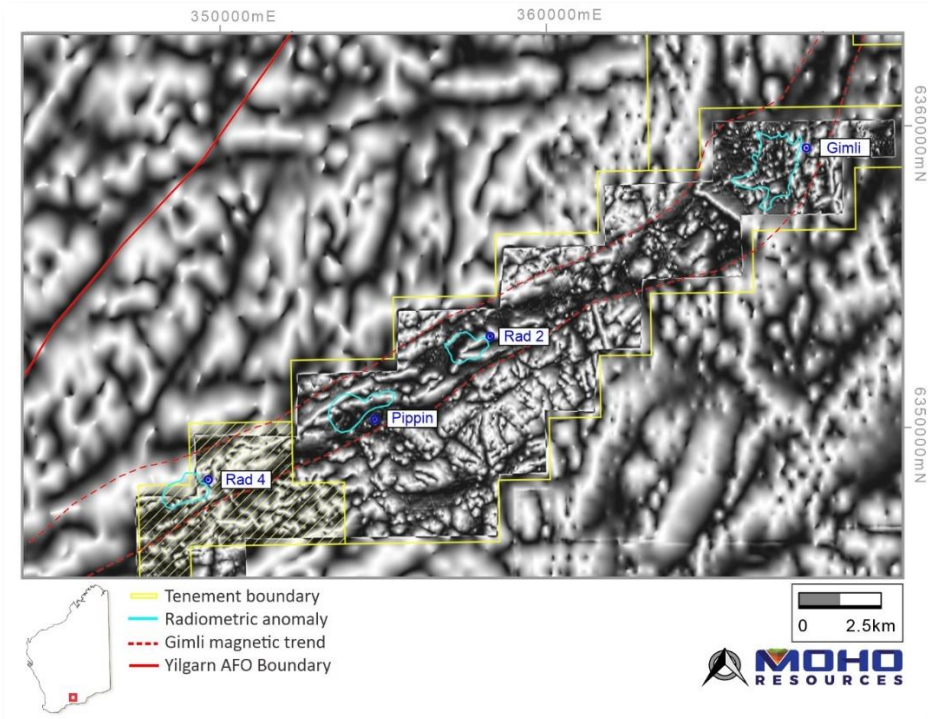 350000mE
360000mE
6360000mN
Gimli
Rad 2
Pippin
6350000mN
Rad 4
Tenement boundary
Radiometric anomaly
Gimli magnetic trend
Yilgarn AFO Boundary
0 2.5km
MOHO
RESOURCES